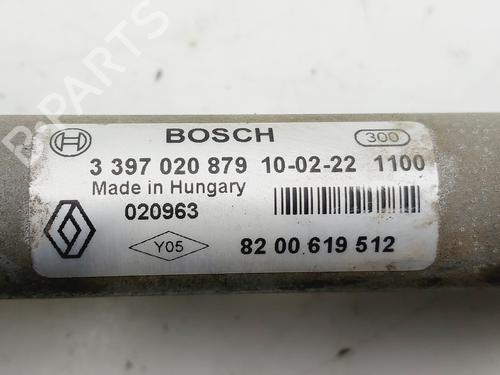 B-PARTS
BOSCH 300
3 397 020 879 10-02-22 1100
Made in Hungary
020963
Y05 82 00 619 512